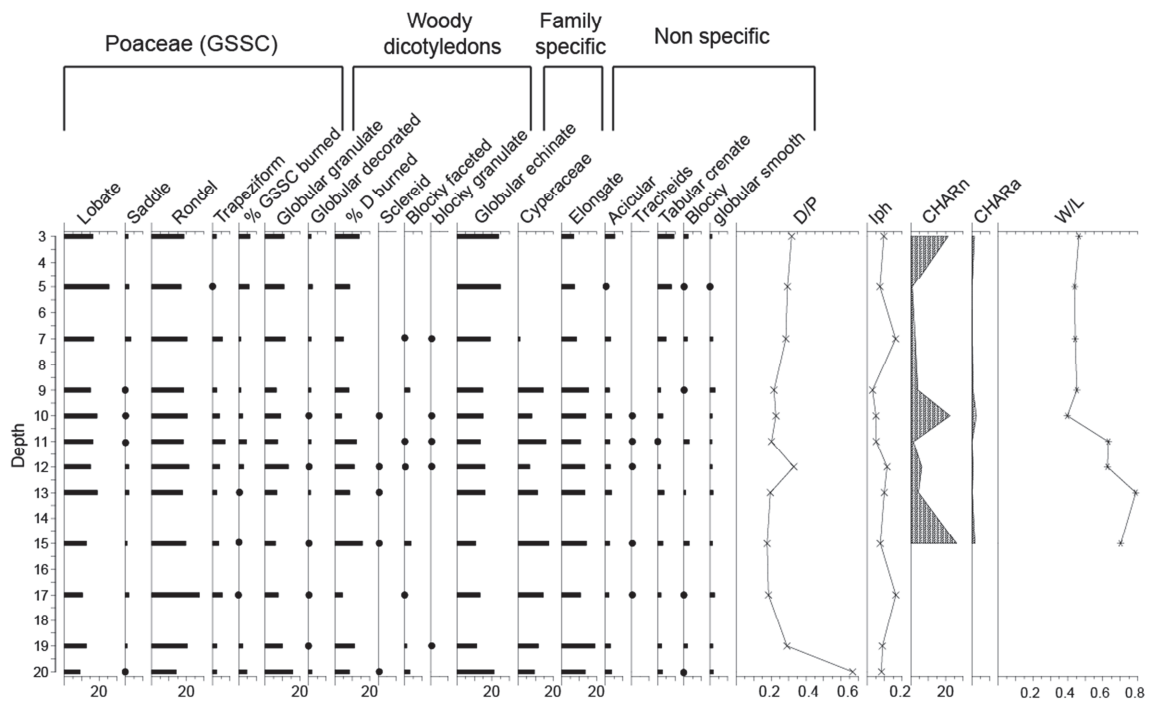 Poaceae (GSSC)
Woody
dicotyledons
Family
specific
Non specific
Lobate
Saddle
Rondel
Trapeziform
% GSSC burned
Globular granulate
Globular decorated
% D burned
Sclereid
Blocky faceted
blocky granulate
Globular echinate
Cyperaceae
Elongate
Acicular
Tracheids
Tabular crenate
Blocky
globular smooth
D/P
Iph
CHARn
CHARa
W/L
Depth
3
4
5
6
7
8
9
10
11
12
13
14
15
16
17
18
19
20
20 20 20 20 20 20 20 0.2 0.4 0.6 0.2 20 0.2 0.4 0.6 0.8